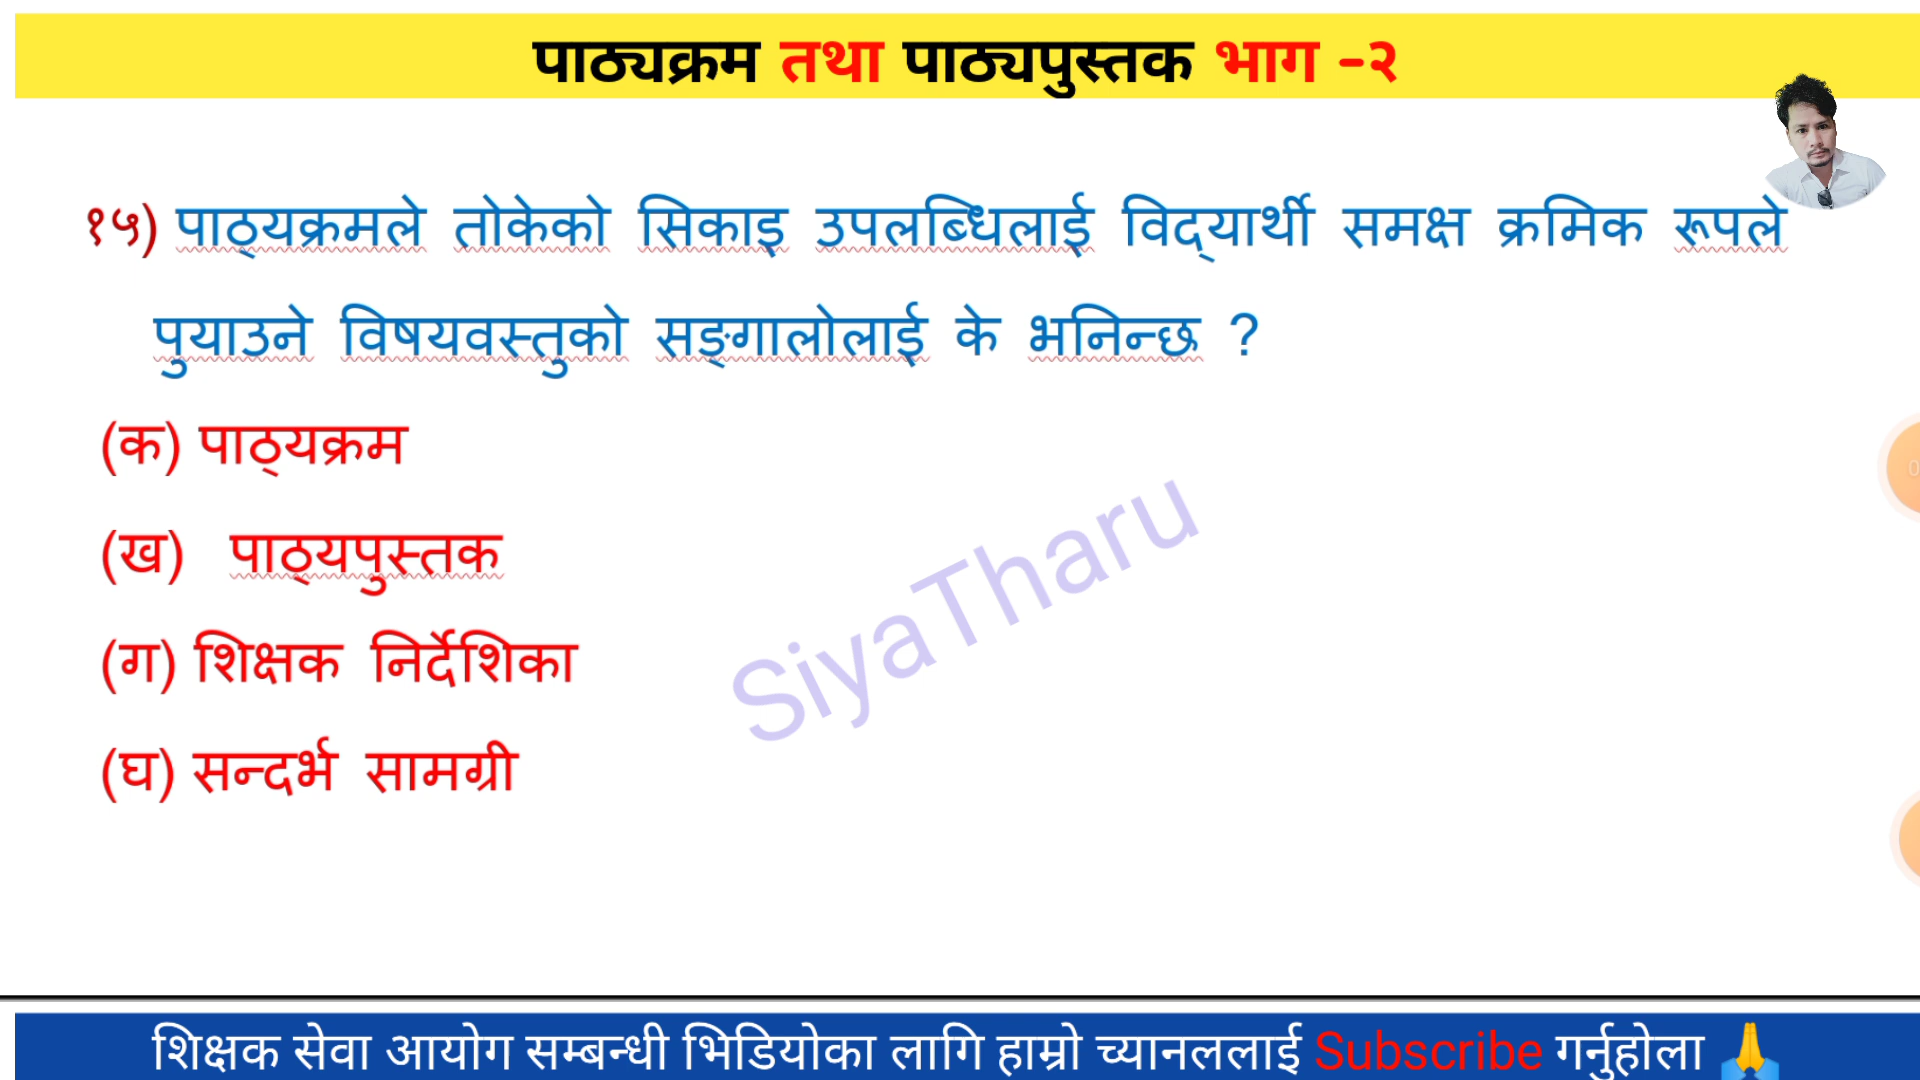 पाठ्यक्रम तथा पाठ्यपुस्तक भाग -२
१५) पाठ्यक्रमले तोकेको सिकाइ उपलब्धिलाई विद्यार्थी समक्ष क्रमिक रूपले
पुयाउने विषयवस्तुको सङ्गालोलाई के भनिन्छ ?
(क) पाठ्यक्रम
(ख) पाठ्यपुस्तक
(ग) शिक्षक निर्देशिका
(घ) सन्दर्भ सामग्री
SiyaTharu
शिक्षक सेवा आयोग सम्बन्धी भिडियोका लागि हाम्रो च्यानललाई Subscribe गर्नुहोला 🙏